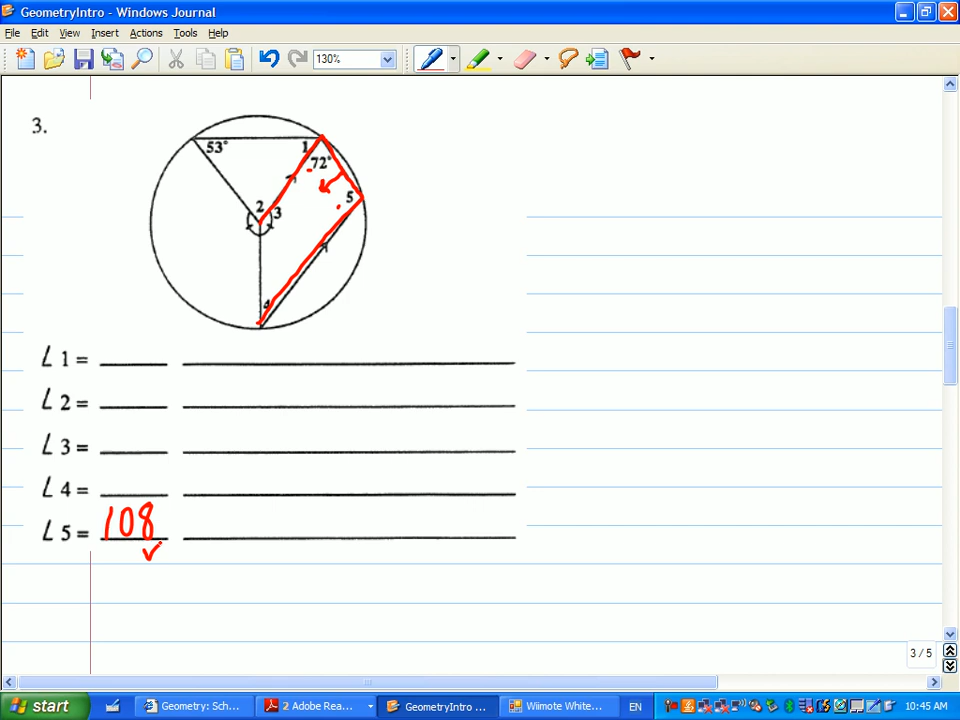 GeometryIntro - Windows Journal
File Edit View Insert Actions Tools Help
130%
3.
53° 1 72°
2 3 5
4
∠ 1 =
∠ 2 =
∠ 3 =
∠ 4 =
∠ 5 = 108
3 / 5
start Geometry: Sch... 2 Adobe Rea... GeometryIntro ... Wiimote White... EN 10:45 AM